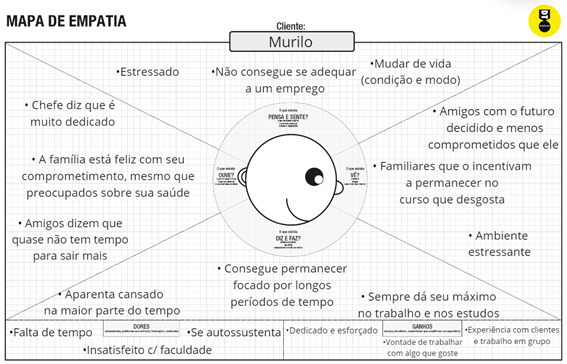 MAPA DE EMPATIA
Cliente:
Murilo
•Estressado
•Não consegue se adequar
a um emprego
•Mudar de vida
(condição e modo)
• Chefe diz que é
muito dedicado
• Amigos com o futuro
decidido e menos
comprometidos que ele
O que ele(a)
PENSA E SENTE?
• A família está feliz com seu
comprometimento, mesmo que
preocupados sobre sua saúde
O que ele(a)
OUVE?
O que ele(a)
VÊ?
• Familiares que o incentivam
a permanecer no
curso que desgosta
• Amigos dizem que
quase não tem tempo
para sair mais
O que ele(a)
DIZ E FAZ?
• Ambiente
estressante
• Consegue permanecer
focado por longos
períodos de tempo
• Aparenta cansado
na maior parte do tempo
• Sempre dá seu máximo
no trabalho e nos estudos
DORES
GANHOS
•Falta de tempo
•Se autossustenta
•Insatisfeito c/ faculdade
•Dedicado e esforçado
•Vontade de trabalhar
com algo que goste
•Experiência com clientes
e trabalho em grupo